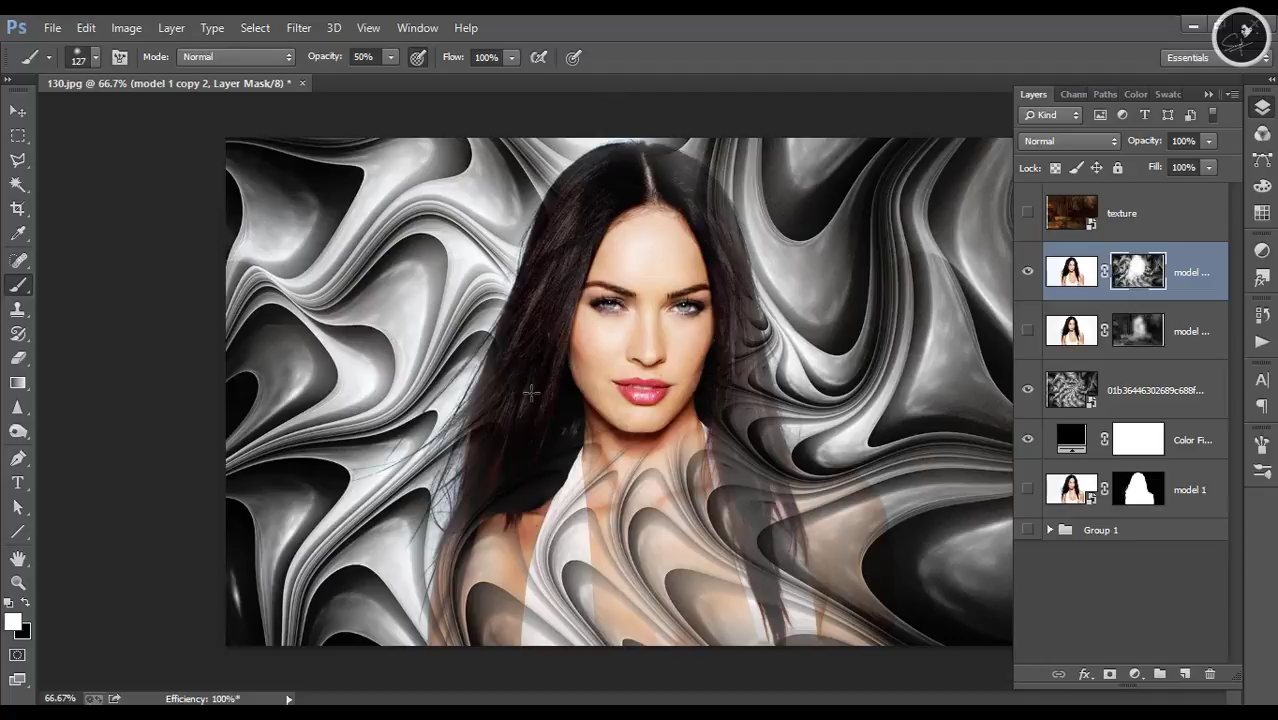 Ps File Edit Image Layer Type Select Filter 3D View Window Help
127 Mode: Normal Opacity: 50% Flow: 100% Essentials
130.jpg @ 66.7% (model 1 copy 2, Layer Mask/8) * ×
Layers Chann Paths Color Swatc
Kind T
Normal Opacity: 100%
Lock: Fill: 100%
texture
model ...
model ...
01b36446302689c688f...
Color Fi...
model 1
Group 1
fx
66.67% Efficiency: 100%*